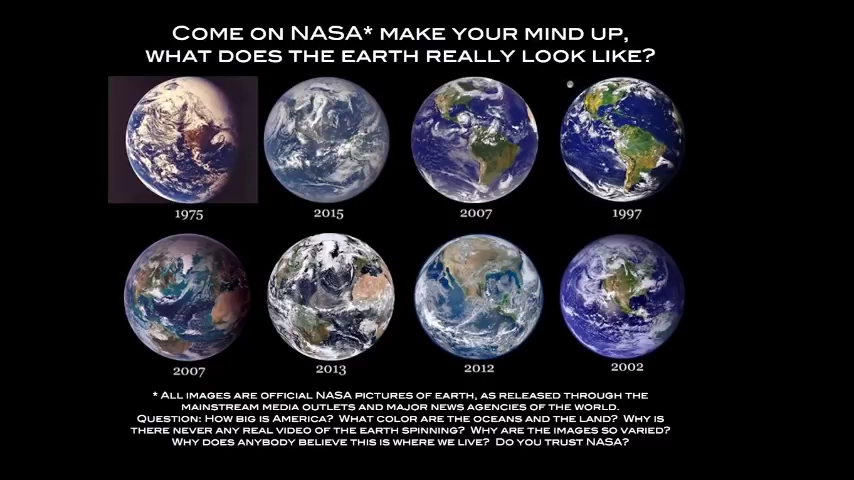 COME ON NASA* MAKE YOUR MIND UP,
WHAT DOES THE EARTH REALLY LOOK LIKE?
1975 2015 2007 1997
2007 2013 2012 2002
* ALL IMAGES ARE OFFICIAL NASA PICTURES OF EARTH, AS RELEASED THROUGH THE
MAINSTREAM MEDIA OUTLETS AND MAJOR NEWS AGENCIES OF THE WORLD.
QUESTION: HOW BIG IS AMERICA? WHAT COLOR ARE THE OCEANS AND THE LAND? WHY IS
THERE NEVER ANY REAL VIDEO OF THE EARTH SPINNING? WHY ARE THE IMAGES SO VARIED?
WHY DOES ANYBODY BELIEVE THIS IS WHERE WE LIVE? DO YOU TRUST NASA?